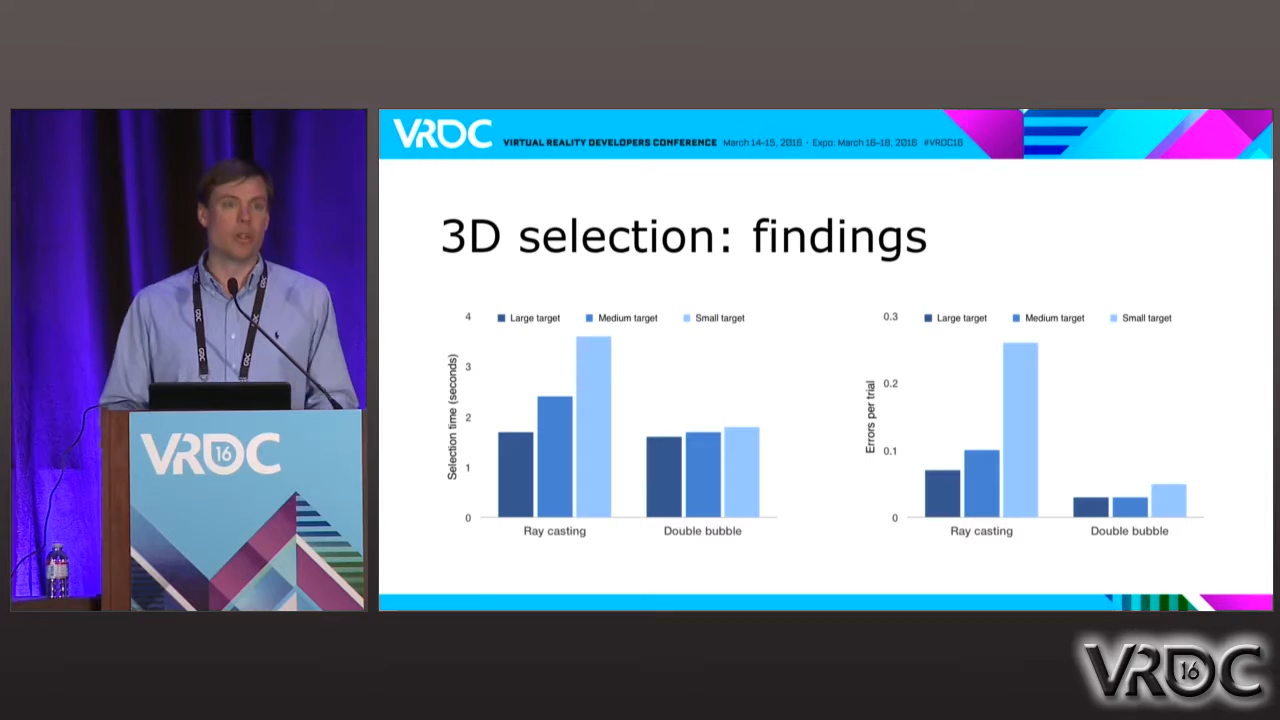 VRDC VIRTUAL REALITY DEVELOPERS CONFERENCE March 14-15, 2016 · Expo: March 16-18, 2016 #VRDC16
3D selection: findings
4 Large target Medium target Small target
3
2
1
0
Selection time (seconds)
Ray casting Double bubble
0.3 Large target Medium target Small target
0.2
0.1
0
Errors per trial
Ray casting Double bubble
GDC
GDC
VRDC 16
VRDC 16